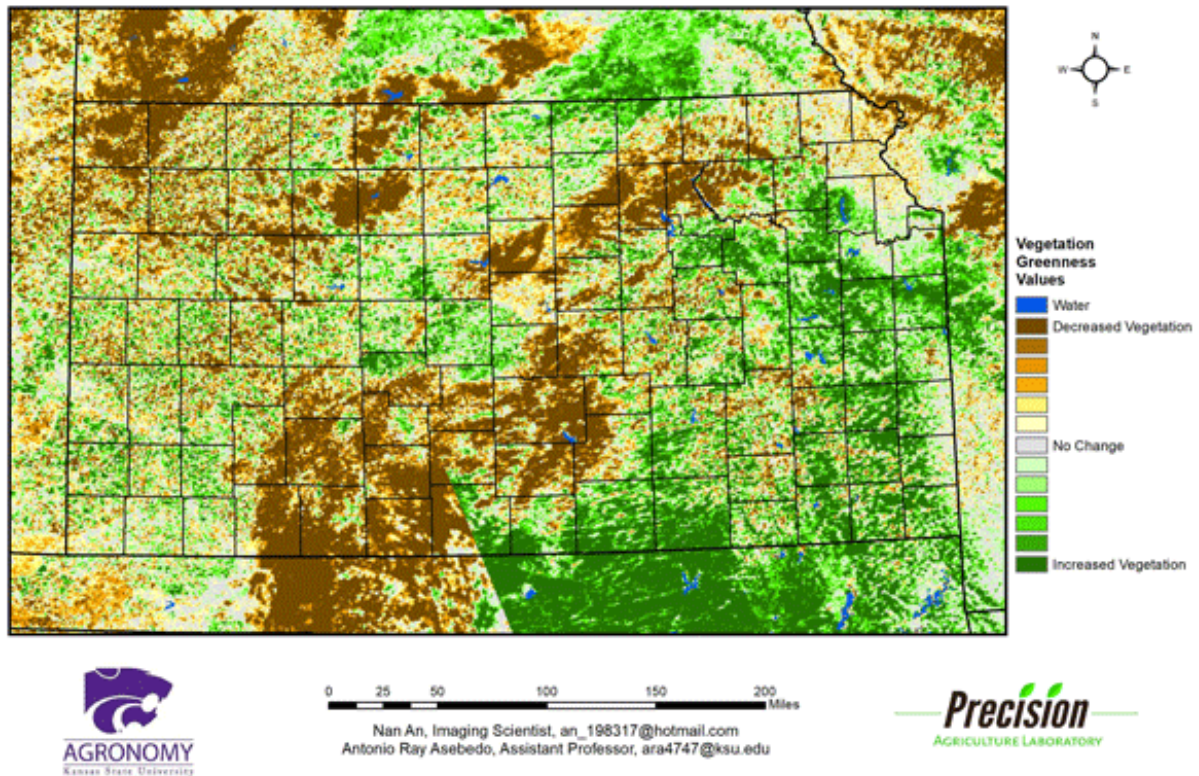 N
W
E
S
Vegetation
Greenness
Values
Water
Decreased Vegetation
No Change
Increased Vegetation
0 25 50 100 150 200
Miles
Nan An, Imaging Scientist, an_198317@hotmail.com
Antonio Ray Asebedo, Assistant Professor, ara4747@ksu.edu
AGRONOMY
Kansas State University
Precision
AGRICULTURE LABORATORY